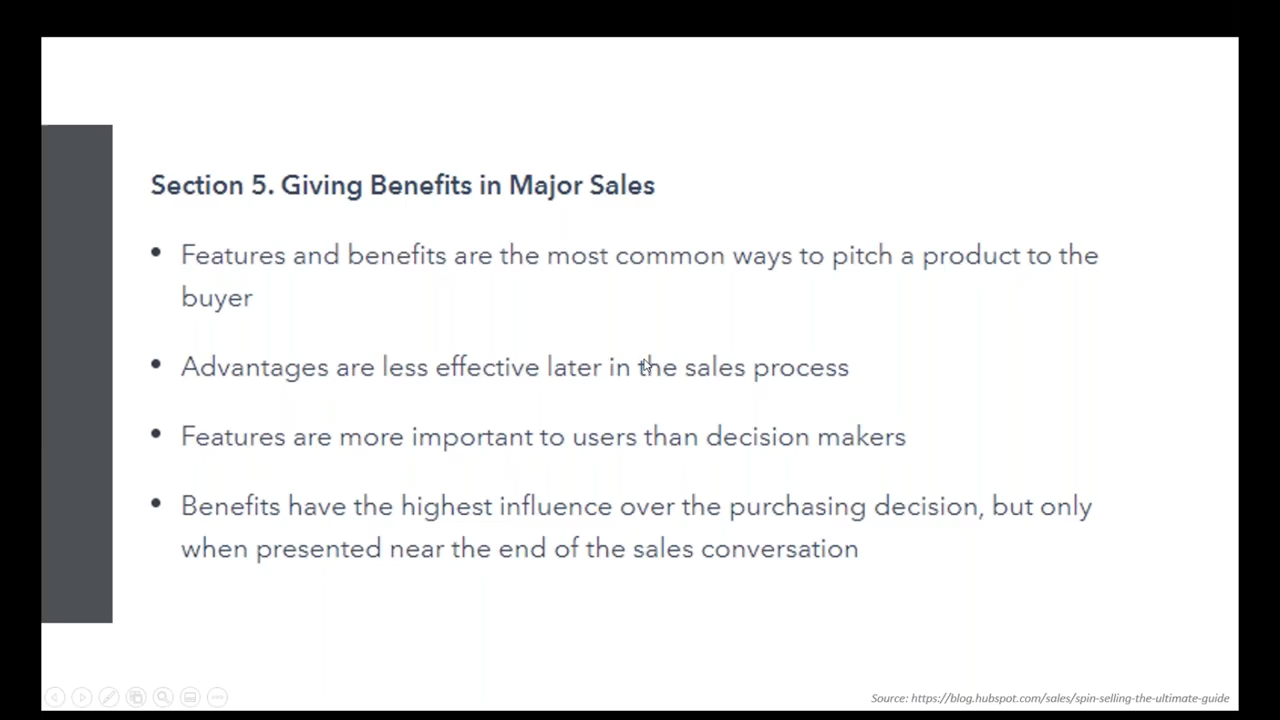 Section 5. Giving Benefits in Major Sales
• Features and benefits are the most common ways to pitch a product to the
buyer
• Advantages are less effective later in the sales process
• Features are more important to users than decision makers
• Benefits have the highest influence over the purchasing decision, but only
when presented near the end of the sales conversation
Source: https://blog.hubspot.com/sales/spin-selling-the-ultimate-guide